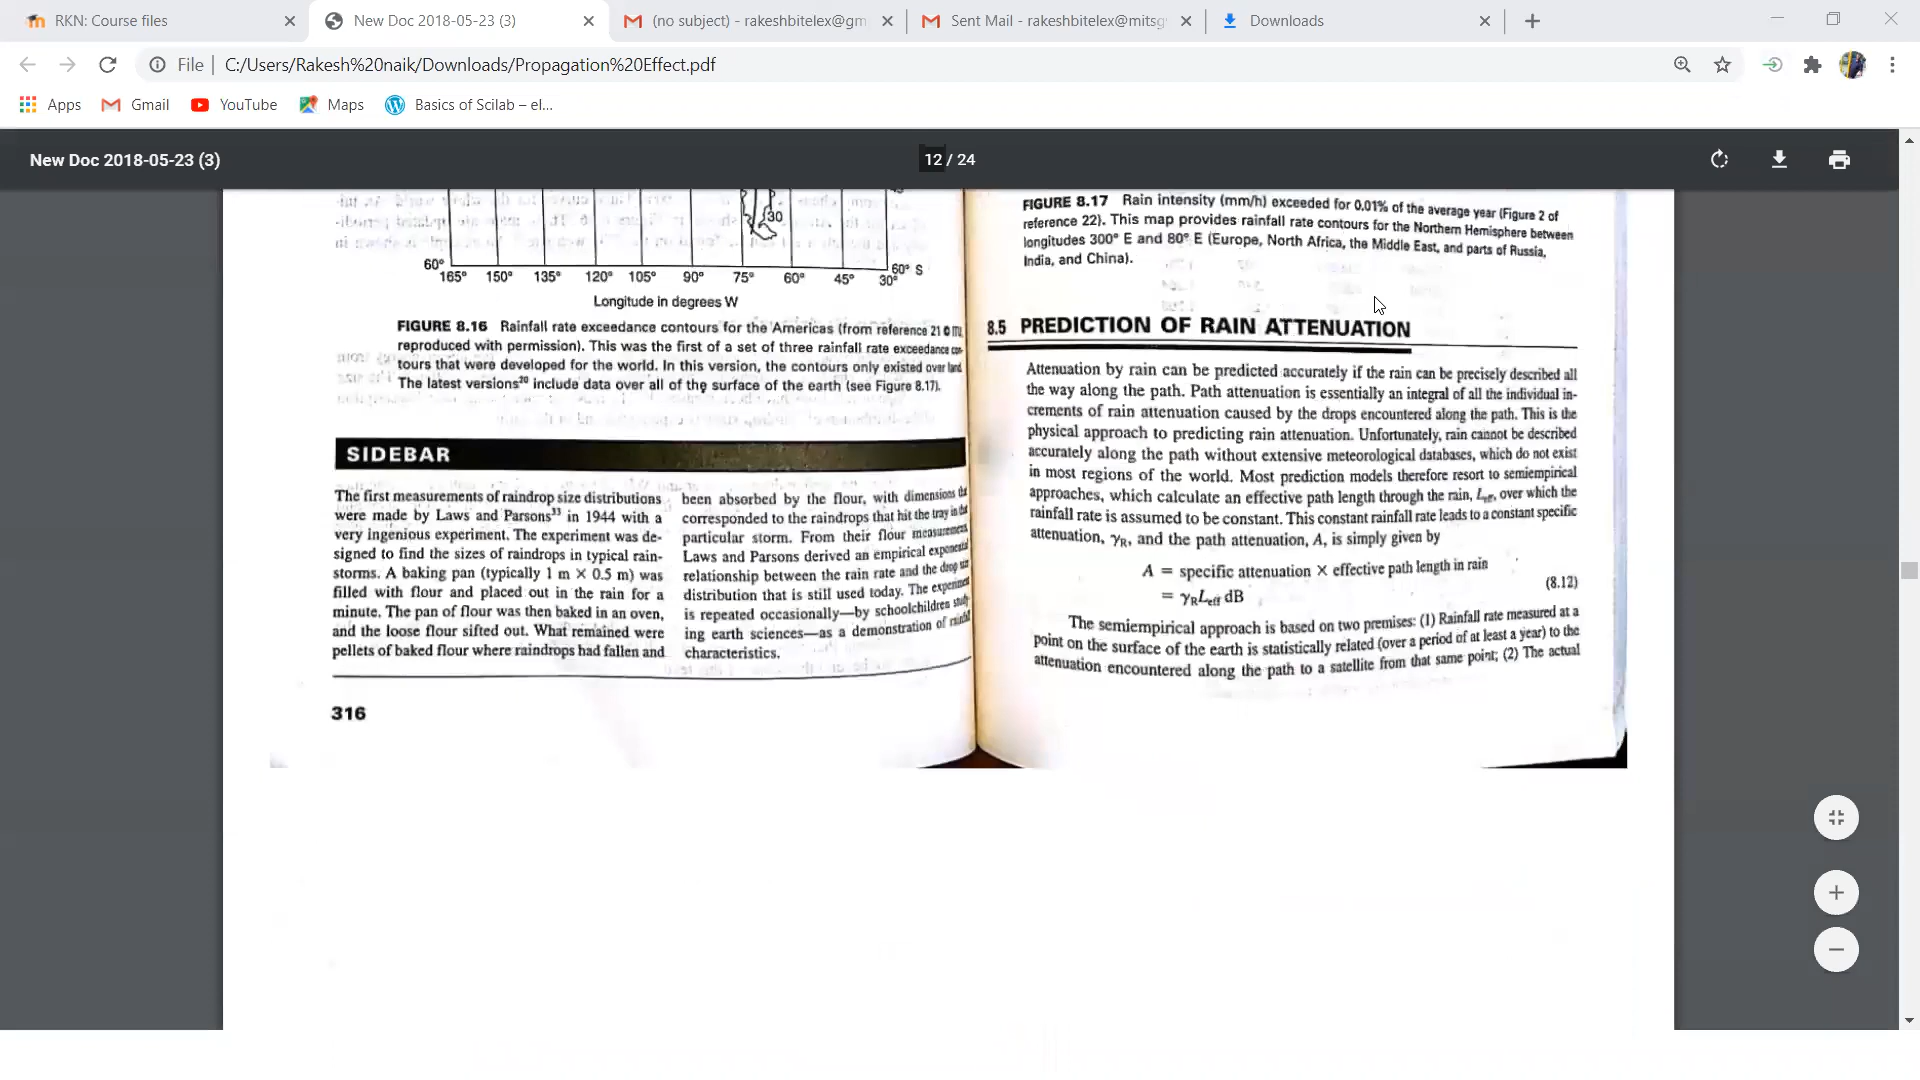 RKN: Course files
New Doc 2018-05-23 (3)
(no subject) - rakeshbitelex@gm
Sent Mail - rakeshbitelex@mitsg
Downloads
File
C:/Users/Rakesh%20naik/Downloads/Propagation%20Effect.pdf
Apps
Gmail
YouTube
Maps
Basics of Scilab – el...
New Doc 2018-05-23 (3)
12 / 24
30
60°
60° S
165° 150° 135° 120° 105° 90° 75° 60° 45° 30°
Longitude in degrees W
FIGURE 8.16 Rainfall rate exceedance contours for the Americas (from reference 21 © ITU,
reproduced with permission). This was the first of a set of three rainfall rate exceedance con-
tours that were developed for the world. In this version, the contours only existed over land.
The latest versions²⁰ include data over all of the surface of the earth (see Figure 8.17).
SIDEBAR
The first measurements of raindrop size distributions
were made by Laws and Parsons³³ in 1944 with a
very ingenious experiment. The experiment was de-
signed to find the sizes of raindrops in typical rain-
storms. A baking pan (typically 1 m × 0.5 m) was
filled with flour and placed out in the rain for a
minute. The pan of flour was then baked in an oven,
and the loose flour sifted out. What remained were
pellets of baked flour where raindrops had fallen and
been absorbed by the flour, with dimensions
corresponded to the raindrops that hit the tray in
particular storm. From their flour measurement,
Laws and Parsons derived an empirical exponential
relationship between the rain rate and the drop size
distribution that is still used today. The experiment
is repeated occasionally—by schoolchildren study-
ing earth sciences—as a demonstration of rainfall
characteristics.
316
FIGURE 8.17 Rain intensity (mm/h) exceeded for 0.01% of the average year (Figure 2 of
reference 22). This map provides rainfall rate contours for the Northern Hemisphere between
longitudes 300° E and 80° E (Europe, North Africa, the Middle East, and parts of Russia,
India, and China).
8.5 PREDICTION OF RAIN ATTENUATION
Attenuation by rain can be predicted accurately if the rain can be precisely described all
the way along the path. Path attenuation is essentially an integral of all the individual in-
crements of rain attenuation caused by the drops encountered along the path. This is the
physical approach to predicting rain attenuation. Unfortunately, rain cannot be described
accurately along the path without extensive meteorological databases, which do not exist
in most regions of the world. Most prediction models therefore resort to semiempirical
approaches, which calculate an effective path length through the rain, L_eff, over which the
rainfall rate is assumed to be constant. This constant rainfall rate leads to a constant specific
attenuation, γ_R, and the path attenuation, A, is simply given by
A = specific attenuation × effective path length in rain
= γ_R L_eff dB
(8.12)
The semiempirical approach is based on two premises: (1) Rainfall rate measured at a
point on the surface of the earth is statistically related (over a period of at least a year) to the
attenuation encountered along the path to a satellite from that same point; (2) The actual